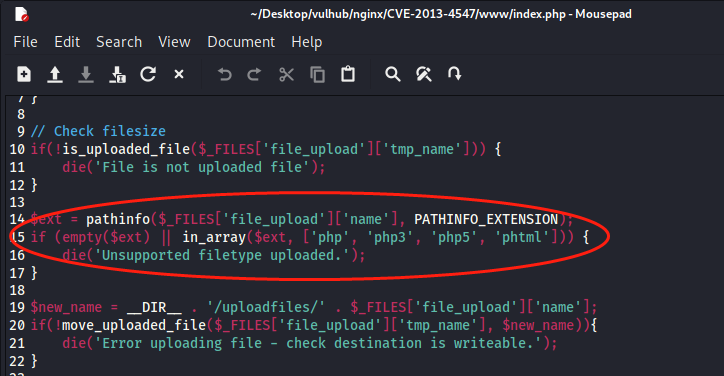 ~/Desktop/vulhub/nginx/CVE-2013-4547/www/index.php - Mousepad
File Edit Search View Document Help
7 }
8
9 // Check filesize
10 if(!is_uploaded_file($_FILES['file_upload']['tmp_name'])) {
11     die('File is not uploaded file');
12 }
13
14 $ext = pathinfo($_FILES['file_upload']['name'], PATHINFO_EXTENSION);
15 if (empty($ext) || in_array($ext, ['php', 'php3', 'php5', 'phtml'])) {
16     die('Unsupported filetype uploaded.');
17 }
18
19 $new_name = __DIR__ . '/uploadfiles/' . $_FILES['file_upload']['name'];
20 if(!move_uploaded_file($_FILES['file_upload']['tmp_name'], $new_name)){
21     die('Error uploading file - check destination is writeable.');
22 }